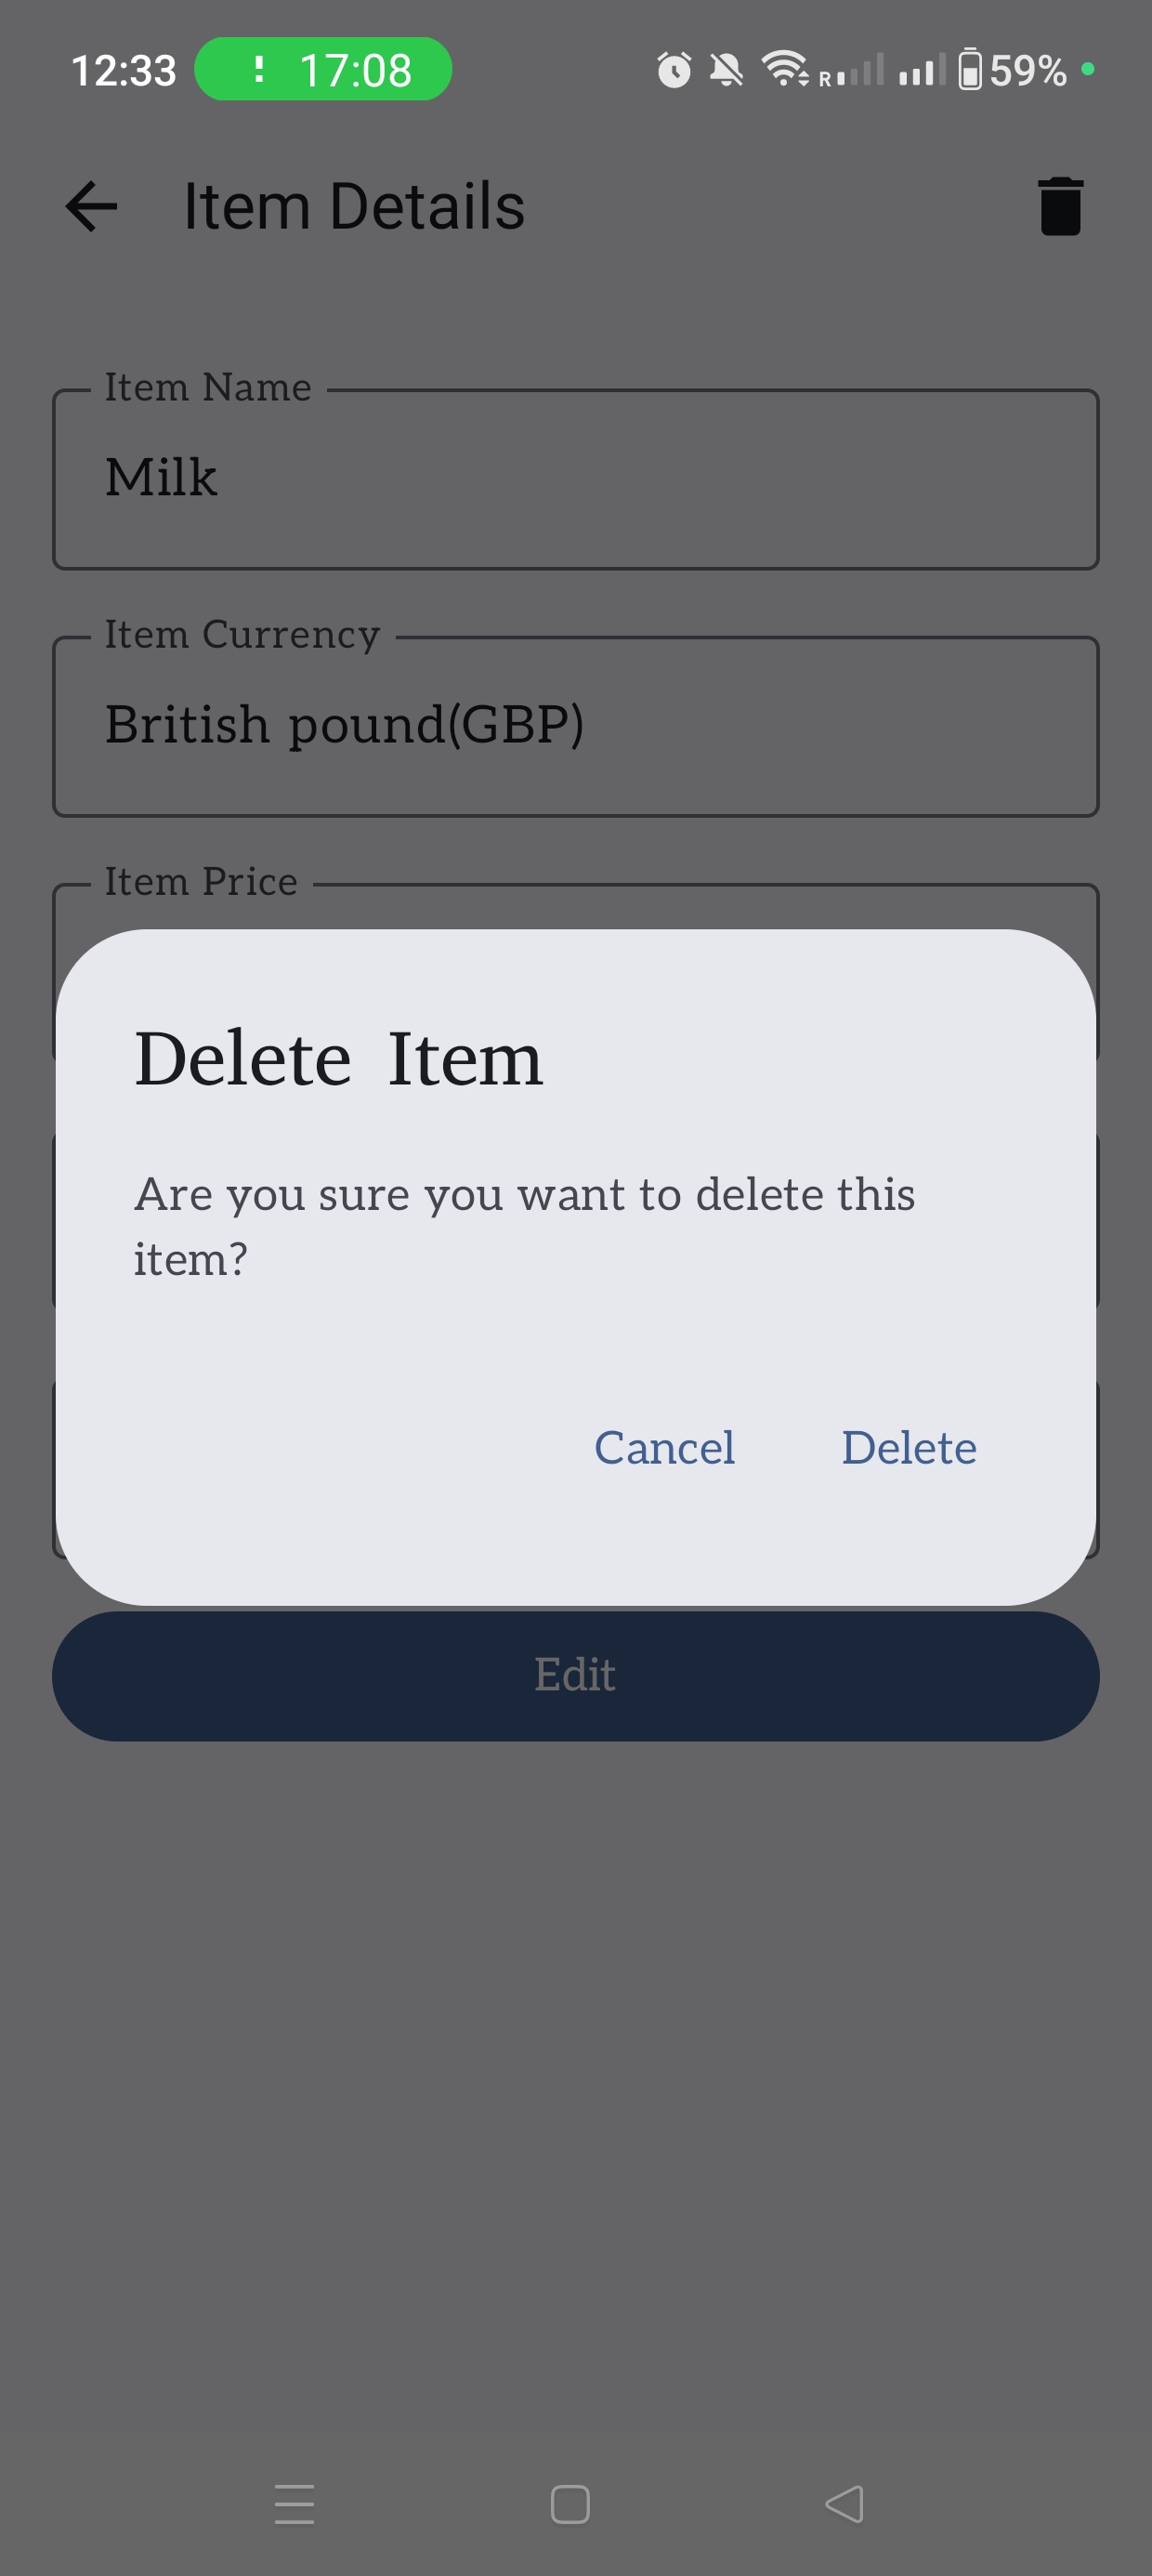 12:33 17:08 R 59%
Item Details
Item Name
Milk
Item Currency
British pound(GBP)
Item Price
Delete Item
Are you sure you want to delete this
item?
Cancel Delete
Edit